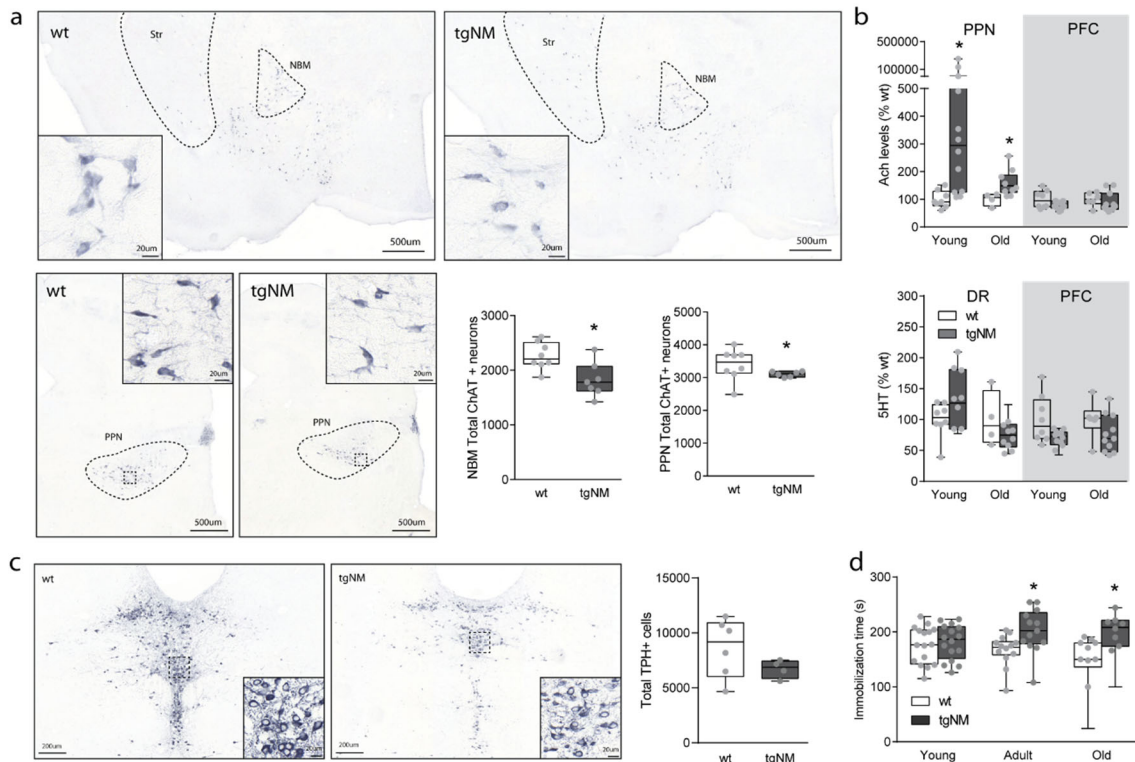 a
wt
Str
NBM
20um
500um
tgNM
Str
NBM
20um
500um
wt
20um
PPN
500um
tgNM
20um
PPN
500um
NBM Total ChAT + neurons
3000
2000
1000
0
*
wt
tgNM
PPN Total ChAT+ neurons
5000
4000
3000
2000
1000
0
*
wt
tgNM
b
PPN
PFC
Ach levels (% wt)
500000
100000
500
400
300
200
100
0
*
*
Young
Old
Young
Old
DR
PFC
wt
tgNM
5HT (% wt)
300
250
200
150
100
50
0
Young
Old
Young
Old
c
wt
200um
20um
tgNM
200um
20um
Total TPH+ cells
15000
10000
5000
0
wt
tgNM
d
Immobilization time (s)
300
200
100
0
*
*
wt
tgNM
Young
Adult
Old